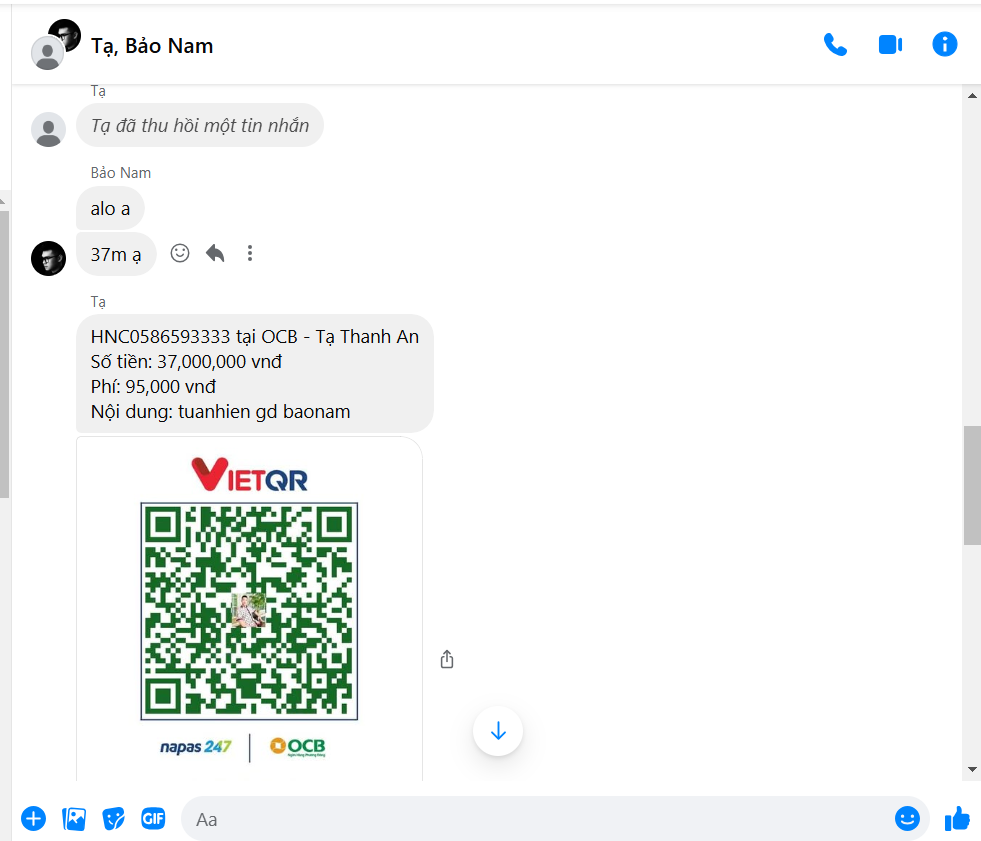 Tạ, Bảo Nam
Tạ
Tạ đã thu hồi một tin nhắn
Bảo Nam
alo a
37m ạ
Tạ
HNC0586593333 tại OCB - Tạ Thanh An
Số tiền: 37,000,000 vnđ
Phí: 95,000 vnđ
Nội dung: tuanhien gd baonam
VIETQR
napas 247
OCB
GIF
Aa